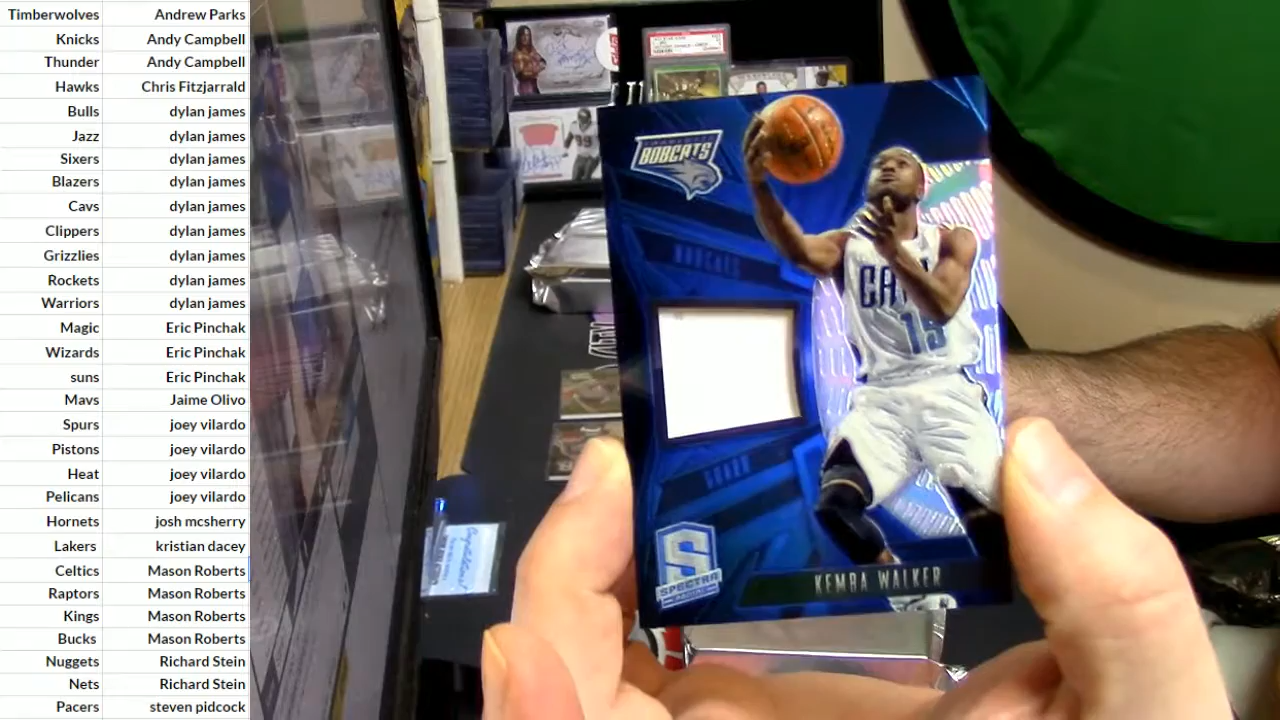 Timberwolves Andrew Parks
Knicks Andy Campbell
Thunder Andy Campbell
Hawks Chris Fitzjarrald
Bulls dylan james
Jazz dylan james
Sixers dylan james
Blazers dylan james
Cavs dylan james
Clippers dylan james
Grizzlies dylan james
Rockets dylan james
Warriors dylan james
Magic Eric Pinchak
Wizards Eric Pinchak
suns Eric Pinchak
Mavs Jaime Olivo
Spurs joey vilardo
Pistons joey vilardo
Heat joey vilardo
Pelicans joey vilardo
Hornets josh mcsherry
Lakers kristian dacey
Celtics Mason Roberts
Raptors Mason Roberts
Kings Mason Roberts
Bucks Mason Roberts
Nuggets Richard Stein
Nets Richard Stein
Pacers steven pidcock
BOBCATS
BOBCATS
15
GUARD
S
SPECTRA
KEMBA WALKER